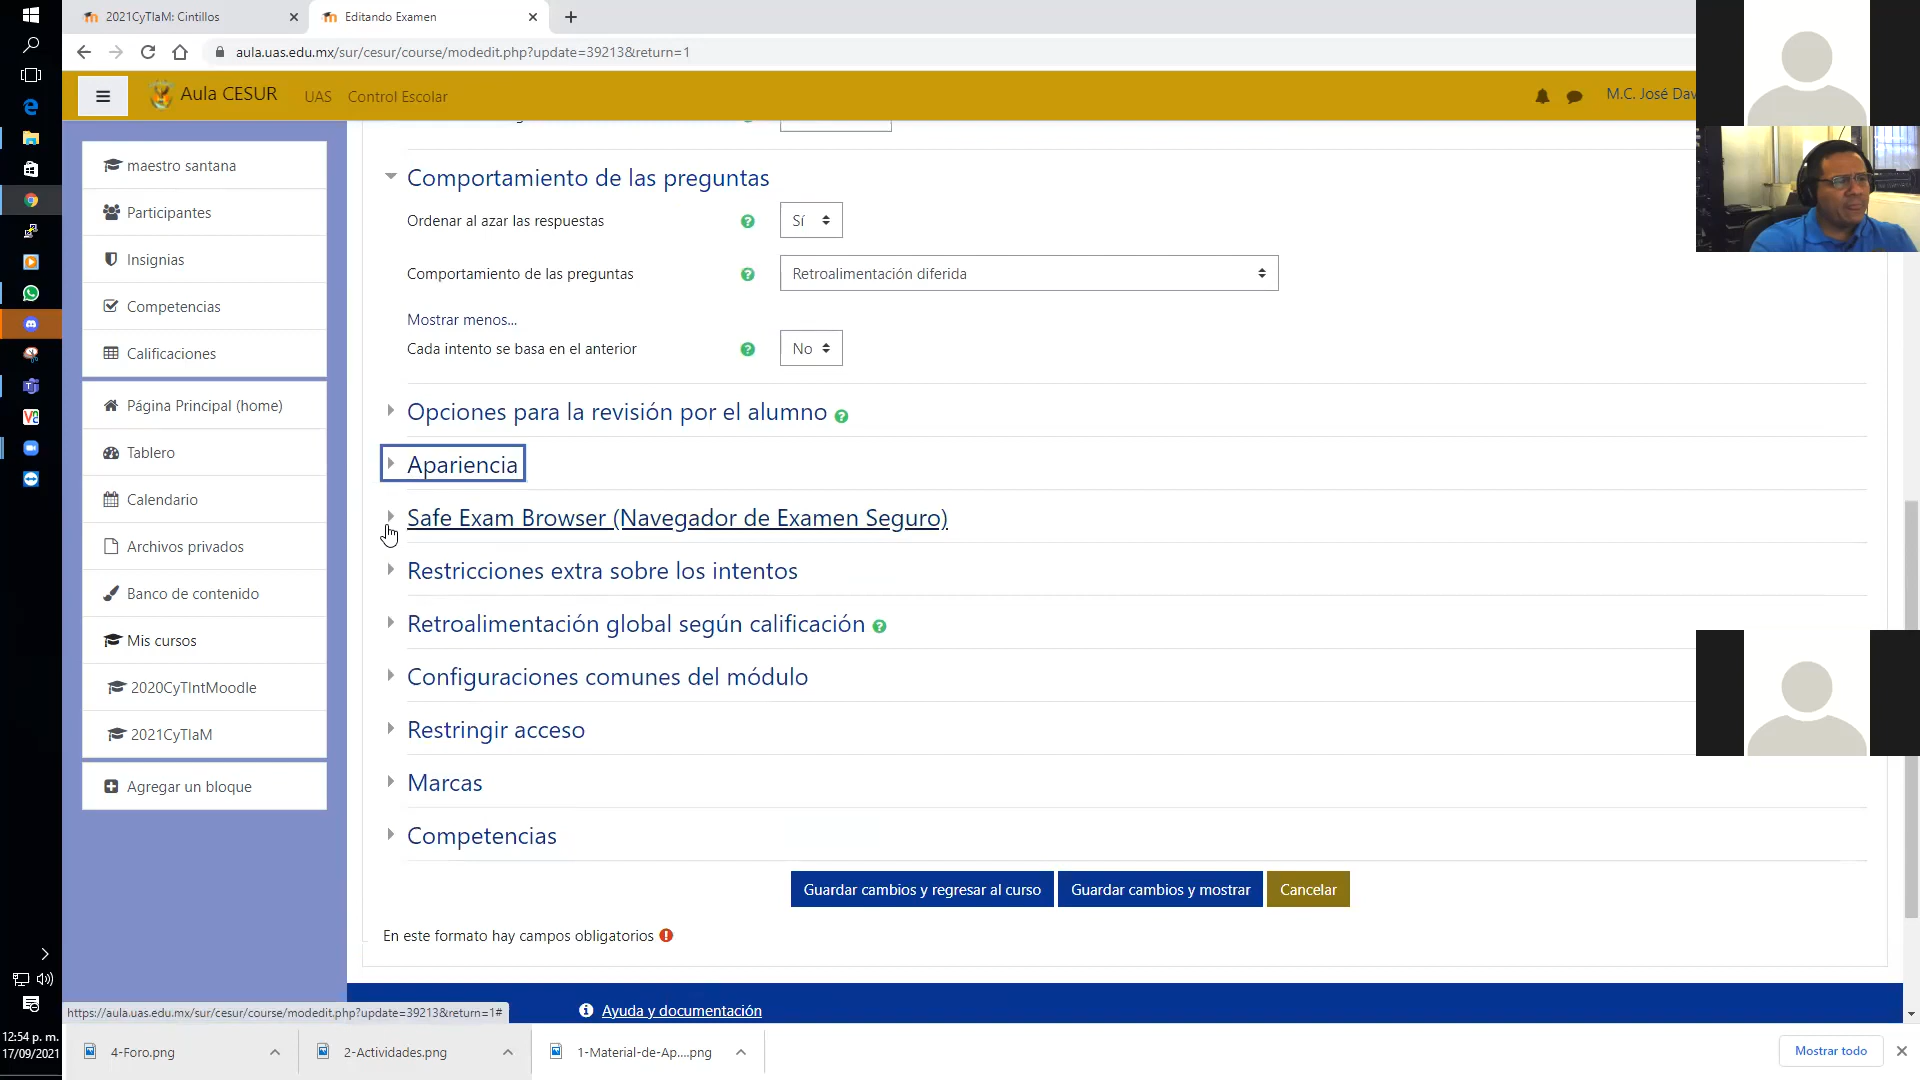 2021CyTIaM: Cintillos
Editando Examen
aula.uas.edu.mx/sur/cesur/course/modedit.php?update=39213&return=1
Aula CESUR
UAS
Control Escolar
M.C. José Dav
maestro santana
Participantes
Insignias
Competencias
Calificaciones
Página Principal (home)
Tablero
Calendario
Archivos privados
Banco de contenido
Mis cursos
2020CyTIntMoodle
2021CyTIaM
Agregar un bloque
Comportamiento de las preguntas
Ordenar al azar las respuestas
Sí
Comportamiento de las preguntas
Retroalimentación diferida
Mostrar menos...
Cada intento se basa en el anterior
No
Opciones para la revisión por el alumno
Apariencia
Safe Exam Browser (Navegador de Examen Seguro)
Restricciones extra sobre los intentos
Retroalimentación global según calificación
Configuraciones comunes del módulo
Restringir acceso
Marcas
Competencias
Guardar cambios y regresar al curso
Guardar cambios y mostrar
Cancelar
En este formato hay campos obligatorios
Ayuda y documentación
https://aula.uas.edu.mx/sur/cesur/course/modedit.php?update=39213&return=1#
12:54 p. m.
17/09/2021
4-Foro.png
2-Actividades.png
1-Material-de-Ap....png
Mostrar todo